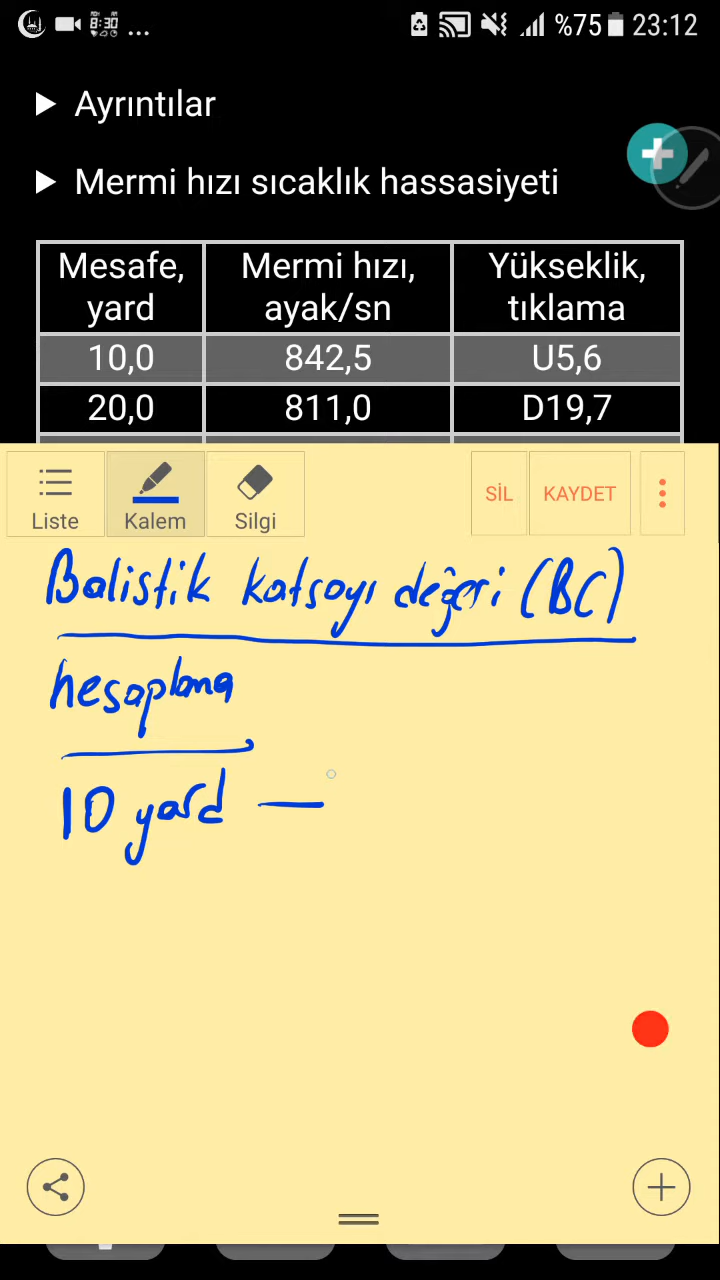 8:30 ... %75 23:12
Ayrıntılar
Mermi hızı sıcaklık hassasiyeti
Mesafe, yard Mermi hızı, ayak/sn Yükseklik, tıklama
10,0 842,5 U5,6
20,0 811,0 D19,7
Liste Kalem Silgi SİL KAYDET
Balistik katsayı değeri (BC)
hesaplama
10 yard —